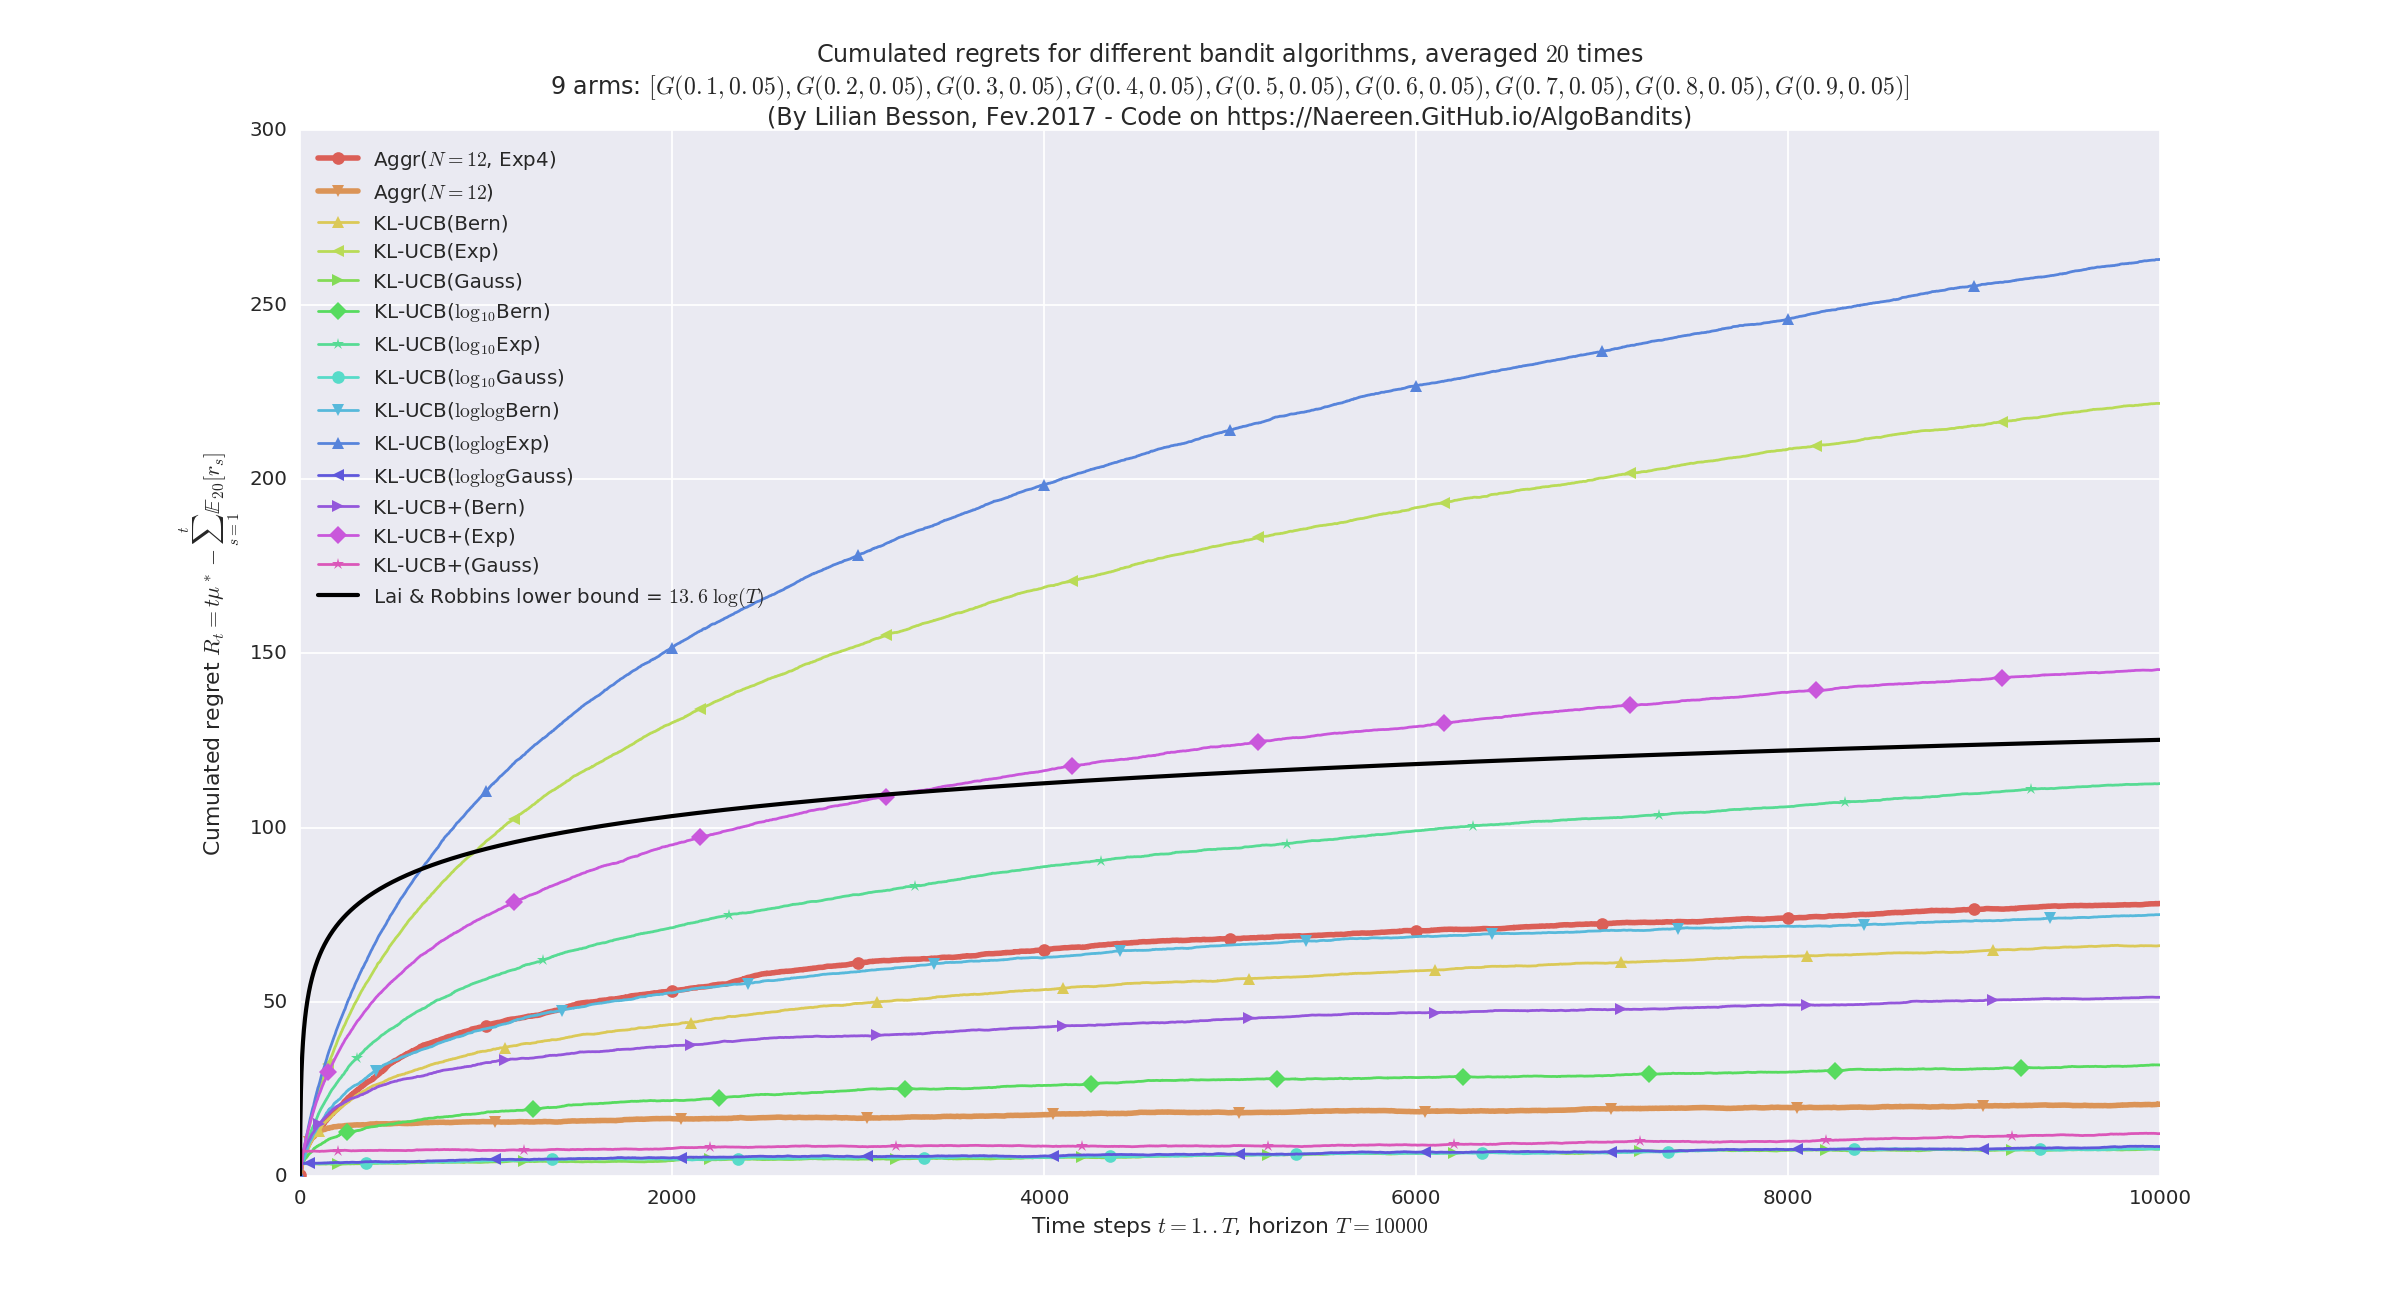 Cumulated regrets for different bandit algorithms, averaged 20 times
9 arms: [G(0.1, 0.05), G(0.2, 0.05), G(0.3, 0.05), G(0.4, 0.05), G(0.5, 0.05), G(0.6, 0.05), G(0.7, 0.05), G(0.8, 0.05), G(0.9, 0.05)]
(By Lilian Besson, Fev.2017 - Code on https://Naereen.GitHub.io/AlgoBandits)
300
250
200
150
100
50
0
Cumulated regret R_t = tμ* − ∑_{s=1}^{t} 𝔼_{20}[r_s]
Aggr(N = 12, Exp4)
Aggr(N = 12)
KL-UCB(Bern)
KL-UCB(Exp)
KL-UCB(Gauss)
KL-UCB(log₁₀Bern)
KL-UCB(log₁₀Exp)
KL-UCB(log₁₀Gauss)
KL-UCB(loglogBern)
KL-UCB(loglogExp)
KL-UCB(loglogGauss)
KL-UCB+(Bern)
KL-UCB+(Exp)
KL-UCB+(Gauss)
Lai & Robbins lower bound = 13.6 log(T)
0 2000 4000 6000 8000 10000
Time steps t = 1..T, horizon T = 10000